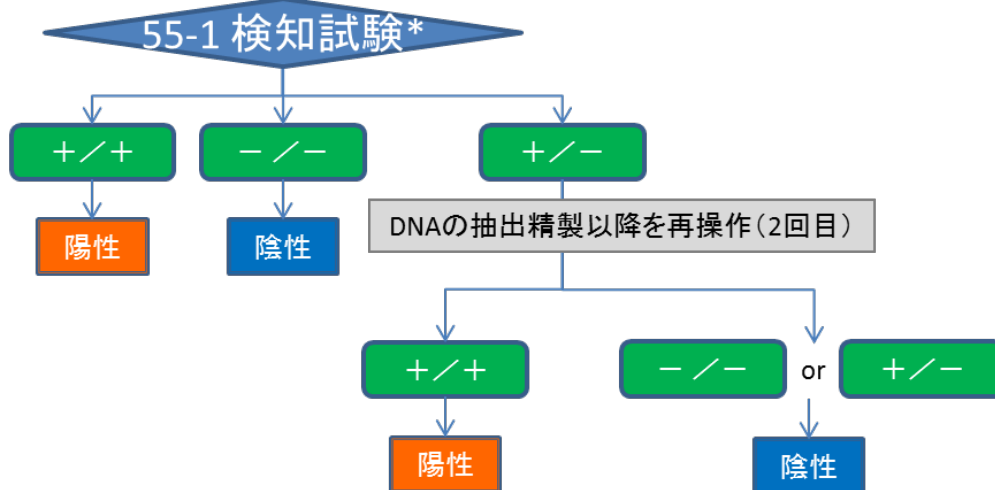 55-1 検知試験*
＋／＋
－／－
＋／－
陽性
陰性
DNAの抽出精製以降を再操作（2回目）
＋／＋
－／－
or
＋／－
陽性
陰性